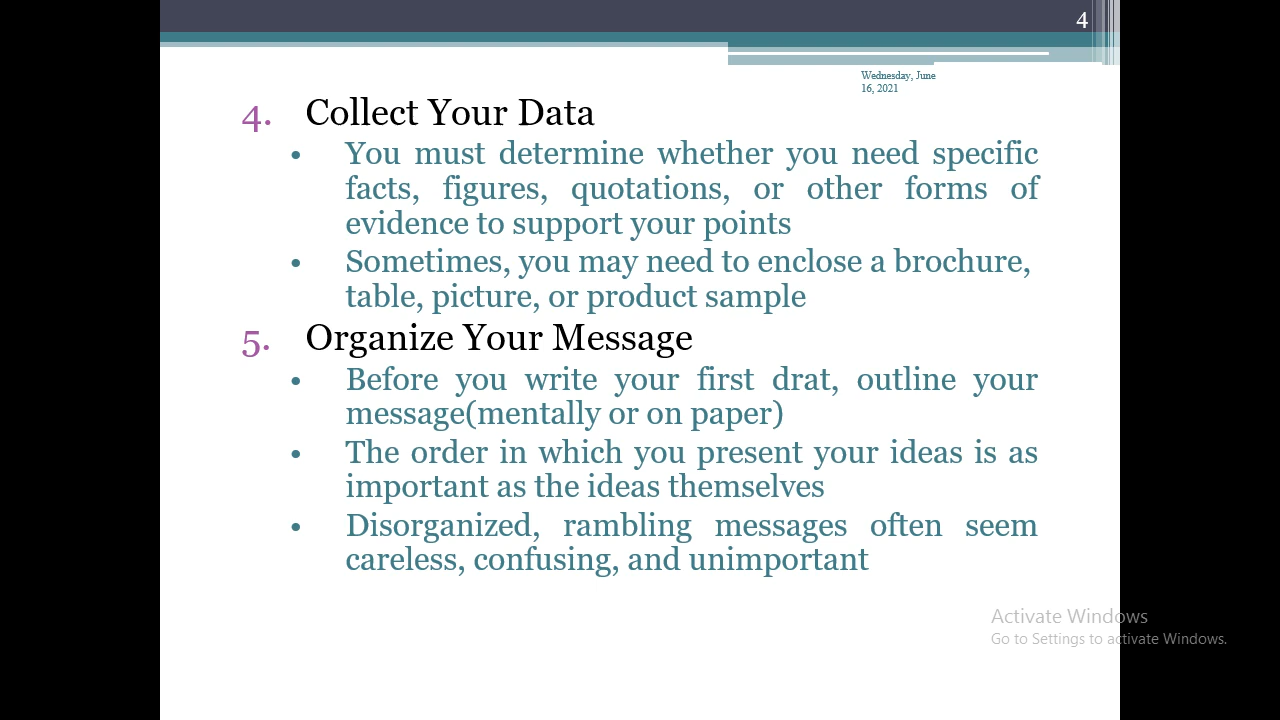 4
Wednesday, June
16, 2021
4. Collect Your Data
• You must determine whether you need specific
facts, figures, quotations, or other forms of
evidence to support your points
• Sometimes, you may need to enclose a brochure,
table, picture, or product sample
5. Organize Your Message
• Before you write your first drat, outline your
message(mentally or on paper)
• The order in which you present your ideas is as
important as the ideas themselves
• Disorganized, rambling messages often seem
careless, confusing, and unimportant
Activate Windows
Go to Settings to activate Windows.